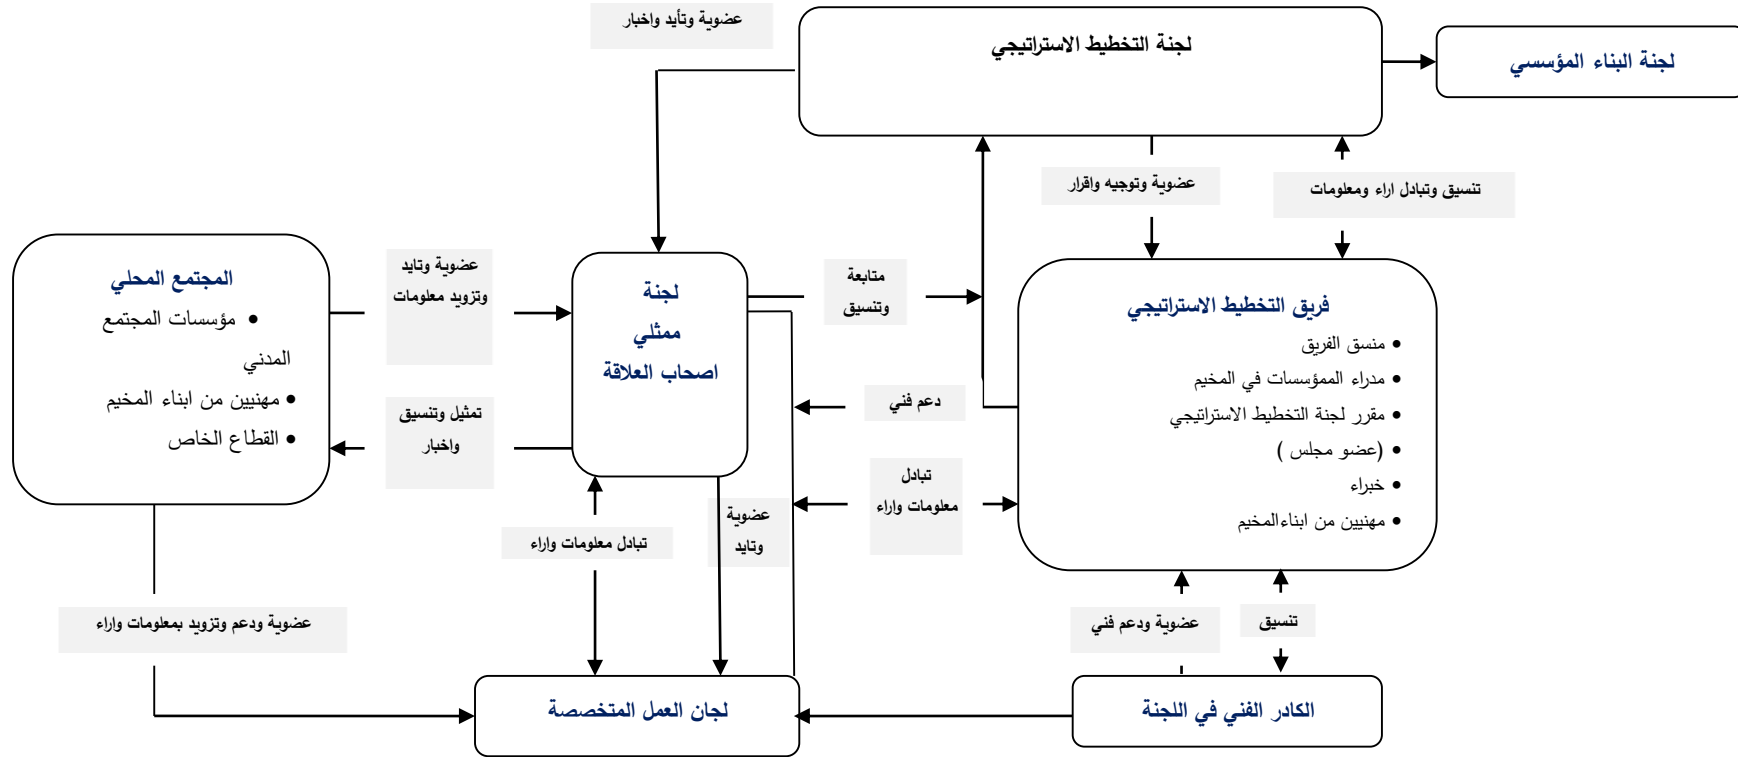 عضوية وتأيد واخبار
لجنة التخطيط الاستراتيجي
لجنة البناء المؤسسي
عضوية وتوجيه واقرار
تنسيق وتبادل اراء ومعلومات
المجتمع المحلي
• مؤسسات المجتمع
المدني
• مهنيين من ابناء المخيم
• القطاع الخاص
عضوية وتايد
وتزويد معلومات
تمثيل وتنسيق
واخبار
لجنة
ممثلي
اصحاب العلاقة
متابعة
وتنسيق
دعم فني
تبادل
معلومات واراء
فريق التخطيط الاستراتيجي
• منسق الفريق
• مدراء الممؤسسات في المخيم
• مقرر لجنة التخطيط الاستراتيجي
• (عضو مجلس )
• خبراء
• مهنيين من ابناءالمخيم
عضوية
وتايد
تبادل معلومات واراء
عضوية ودعم وتزويد بمعلومات واراء
عضوية ودعم فني
تنسيق
لجان العمل المتخصصة
الكادر الفني في اللجنة